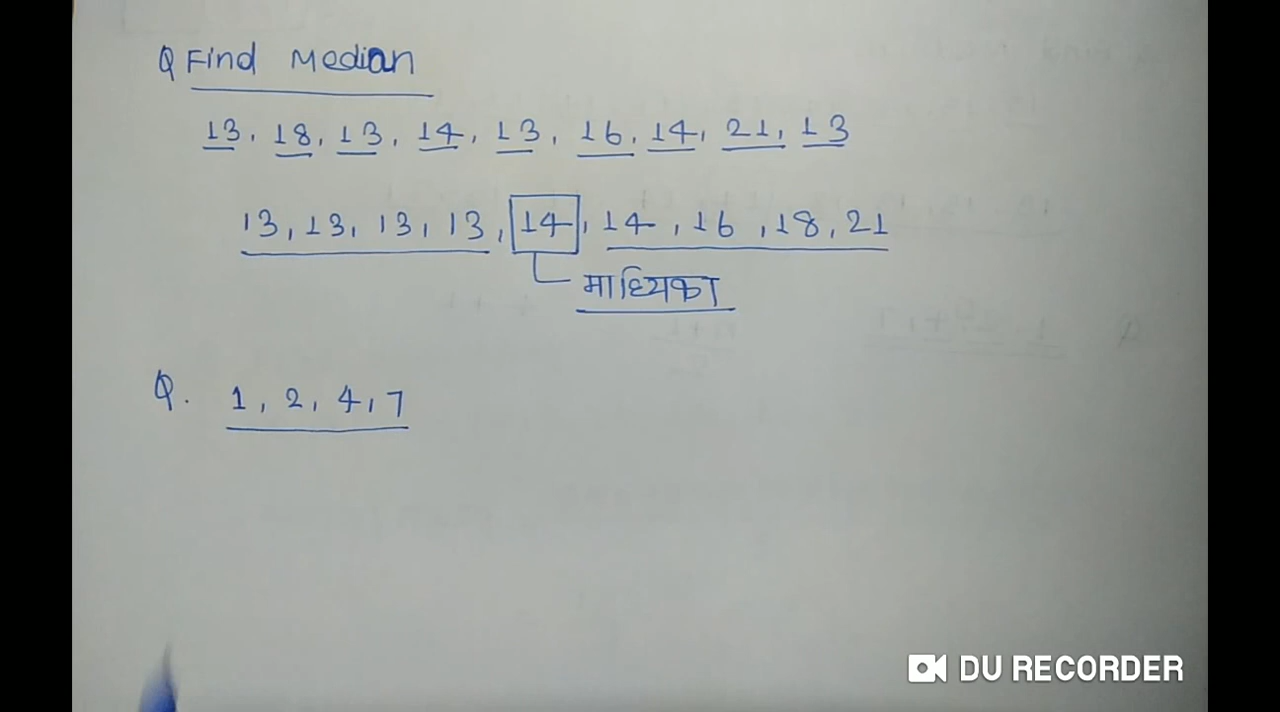 Q Find Median
13, 18, 13, 14, 13, 16, 14, 21, 13
13, 13, 13, 13, 14, 14, 16, 18, 21
माध्यिका
Q. 1, 2, 4, 7
DU RECORDER